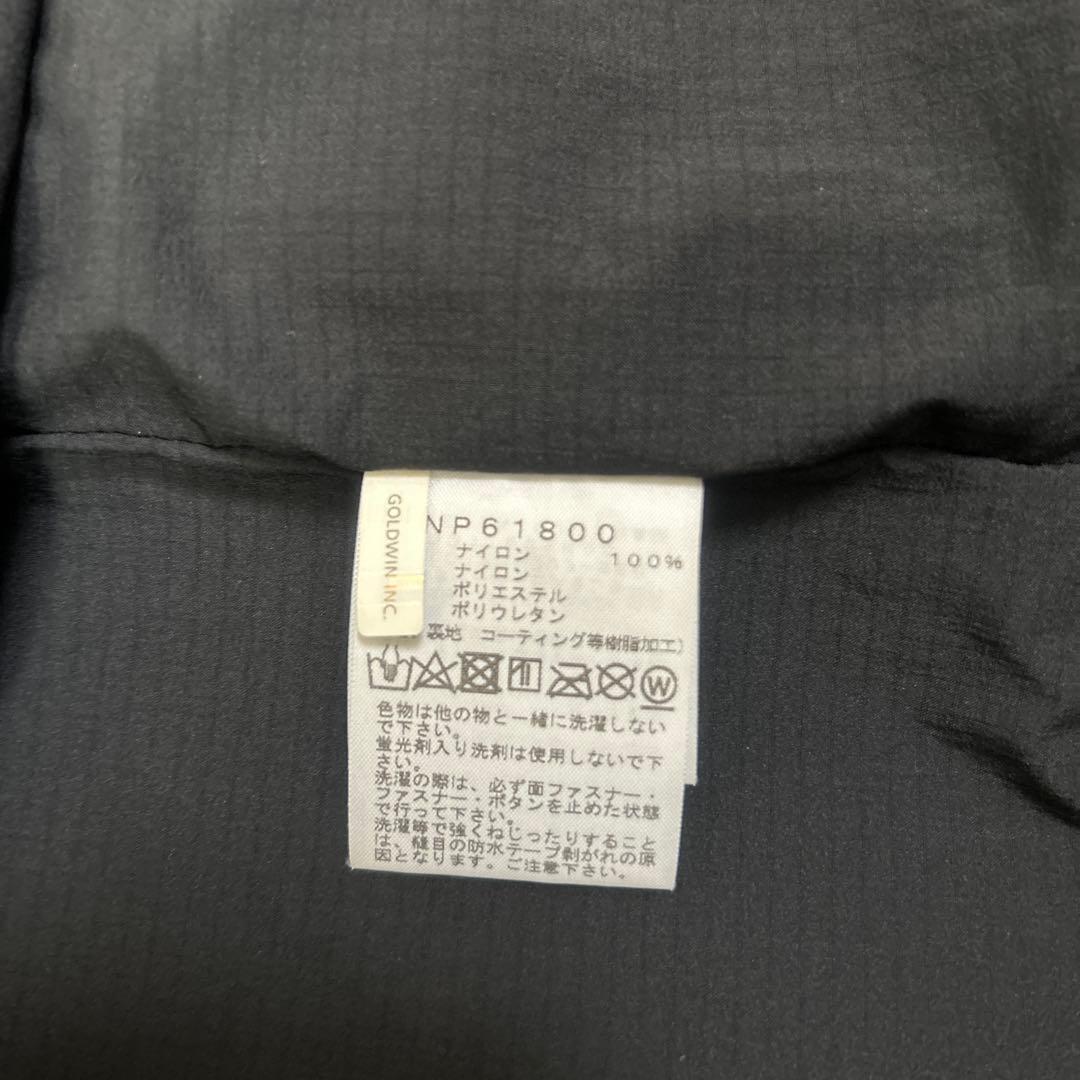 GOLDWIN INC.
NP61800
ナイロン 100%
ナイロン
ポリエステル
ポリウレタン
裏地 コーティング等樹脂加工)
W
色物は他の物と一緒に洗濯しない
で下さい。
蛍光剤入り洗剤は使用しないで下
さい。
洗濯の際は、必ず面ファスナー・
ファスナー・ボタンを止めた状態
で行って下さい。
洗濯等で強くねじったりすること
は、縫目の防水テープ剝がれの原
因となります。ご注意下さい。